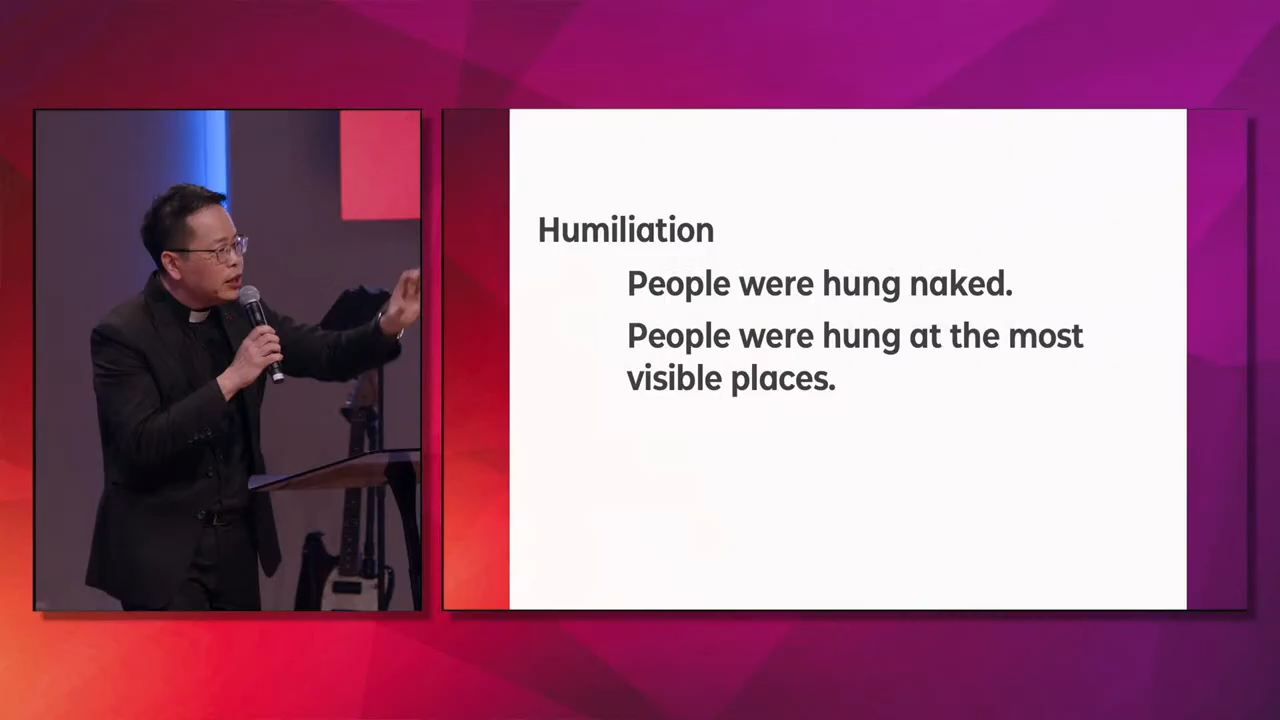 Humiliation
People were hung naked.
People were hung at the most
visible places.